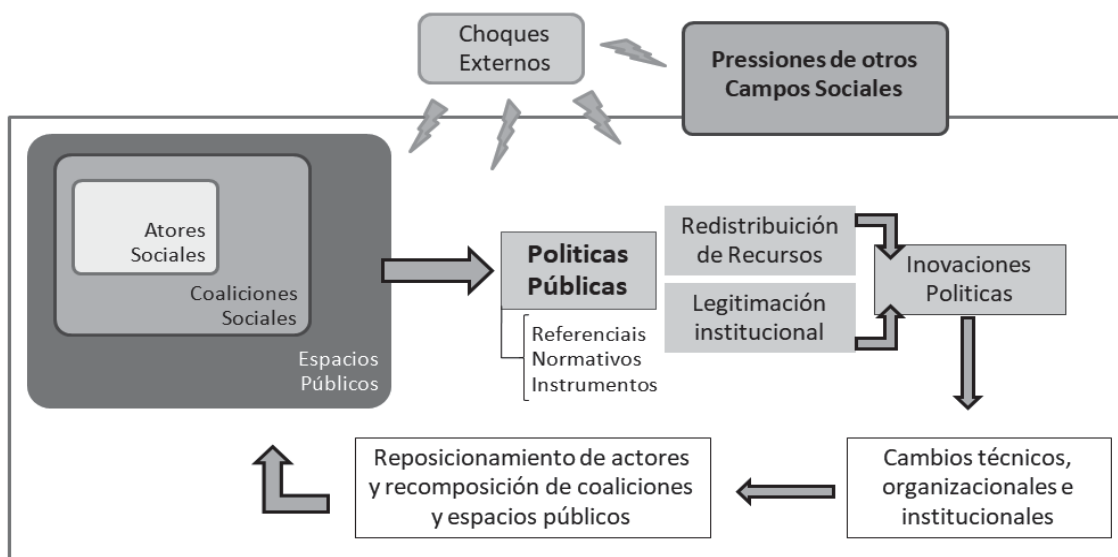 Choques
Externos
Pressiones de otros
Campos Sociales
Atores
Sociales
Coaliciones
Sociales
Espacios
Públicos
Politicas
Públicas
Referenciais
Normativos
Instrumentos
Redistribuición
de Recursos
Legitimación
institucional
Inovaciones
Politicas
Cambios técnicos,
organizacionales e
institucionales
Reposicionamiento de actores
y recomposición de coaliciones
y espacios públicos